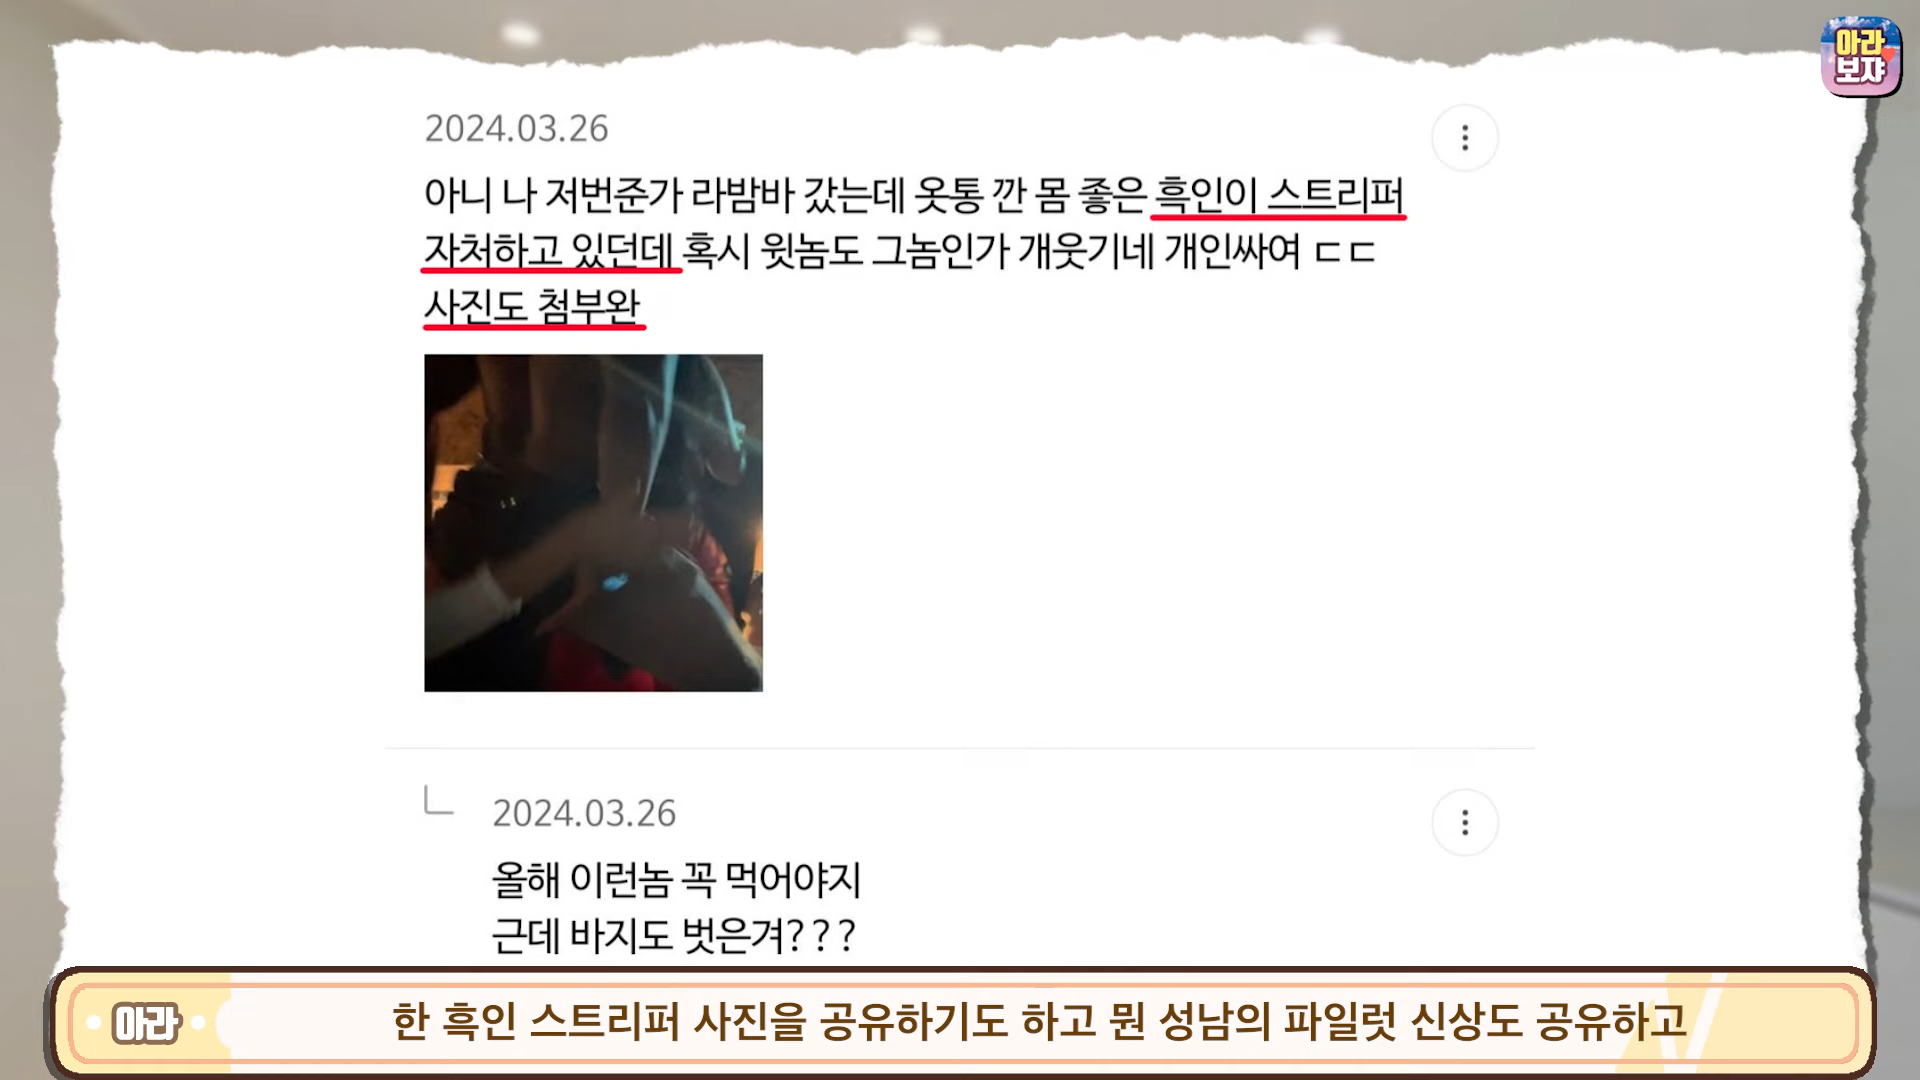 아라
보쟈
2024.03.26
아니 나 저번준가 라밤바 갔는데 옷통 깐 몸 좋은 흑인이 스트리퍼
자처하고 있던데 혹시 윗놈도 그놈인가 개웃기네 개인싸여 ㄷㄷ
사진도 첨부완
2024.03.26
올해 이런놈 꼭 먹어야지
근데 바지도 벗은겨???
아라
한 흑인 스트리퍼 사진을 공유하기도 하고 뭔 성남의 파일럿 신상도 공유하고